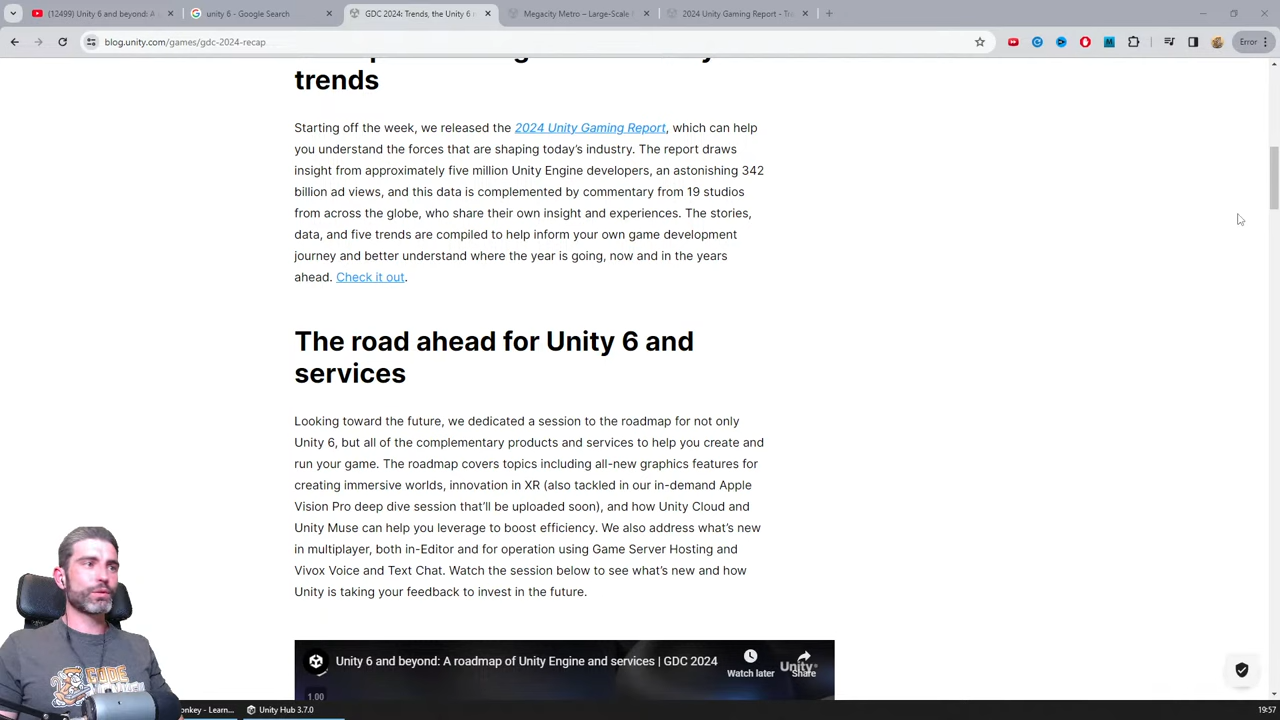 (12499) Unity 6 and beyond: A
unity 6 - Google Search
GDC 2024: Trends, the Unity 6
Megacity Metro – Large-Scale
2024 Unity Gaming Report - Tr
blog.unity.com/games/gdc-2024-recap
Error
trends
Starting off the week, we released the 2024 Unity Gaming Report, which can help
you understand the forces that are shaping today's industry. The report draws
insight from approximately five million Unity Engine developers, an astonishing 342
billion ad views, and this data is complemented by commentary from 19 studios
from across the globe, who share their own insight and experiences. The stories,
data, and five trends are compiled to help inform your own game development
journey and better understand where the year is going, now and in the years
ahead. Check it out.
The road ahead for Unity 6 and
services
Looking toward the future, we dedicated a session to the roadmap for not only
Unity 6, but all of the complementary products and services to help you create and
run your game. The roadmap covers topics including all-new graphics features for
creating immersive worlds, innovation in XR (also tackled in our in-demand Apple
Vision Pro deep dive session that'll be uploaded soon), and how Unity Cloud and
Unity Muse can help you leverage to boost efficiency. We also address what's new
in multiplayer, both in-Editor and for operation using Game Server Hosting and
Vivox Voice and Text Chat. Watch the session below to see what's new and how
Unity is taking your feedback to invest in the future.
Unity 6 and beyond: A roadmap of Unity Engine and services | GDC 2024
Watch later
Share
Unity
1.00
CODE
onkey - Learn...
Unity Hub 3.7.0
19:57